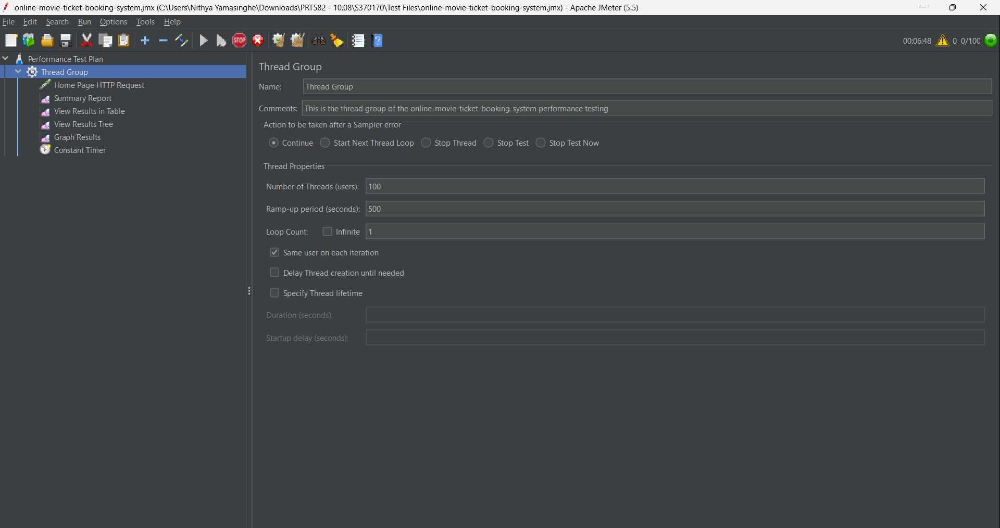 online-movie-ticket-booking-system.jmx (C:\Users\Nithya Yamasinghe\Downloads\PRT582 - 10.08\S370170\Test Files\online-movie-ticket-booking-system.jmx) - Apache JMeter (5.5)
File Edit Search Run Options Tools Help
STOP ? 00:06:48 0 0/100
Performance Test Plan
Thread Group
Home Page HTTP Request
Summary Report
View Results in Table
View Results Tree
Graph Results
Constant Timer
Thread Group
Name: Thread Group
Comments: This is the thread group of the online-movie-ticket-booking-system performance testing
Action to be taken after a Sampler error
Continue Start Next Thread Loop Stop Thread Stop Test Stop Test Now
Thread Properties
Number of Threads (users): 100
Ramp-up period (seconds): 500
Loop Count: Infinite 1
Same user on each iteration
Delay Thread creation until needed
Specify Thread lifetime
Duration (seconds):
Startup delay (seconds):